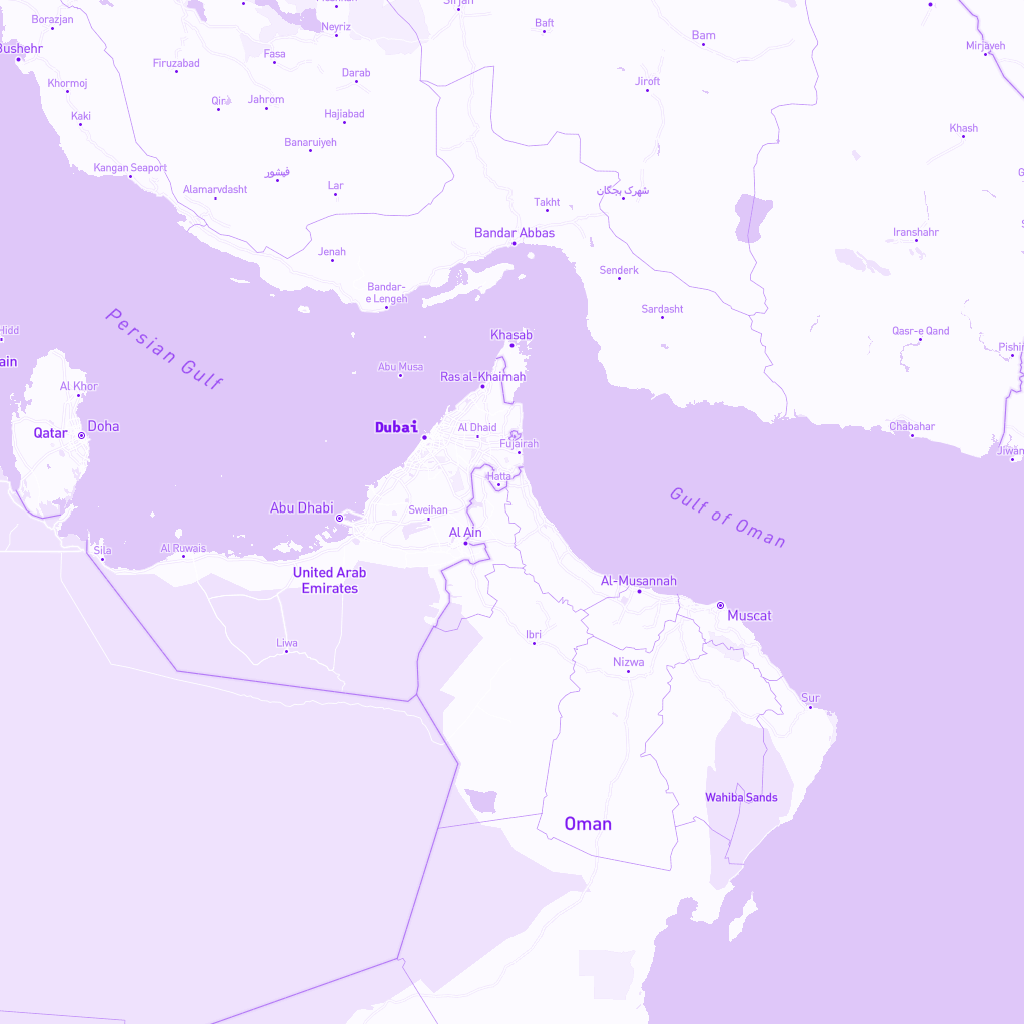 Sirjan
Borazjan
Neyriz
Baft
Bam
Bushehr
Mirjaveh
Fasa
Firuzabad
Darab
Khormoj
Jiroft
Qir
Jahrom
Kaki
Hajiabad
Khash
Banaruiyeh
Kangan Seaport
فیشور
Alamarvdasht
Lar
شهرک بجگان
Takht
Bandar Abbas
Iranshahr
Jenah
Senderk
Bandar-
e Lengeh
Sardasht
Persian Gulf
Hidd
Khasab
Qasr-e Qand
Pishin
ain
Abu Musa
Ras al-Khaimah
Al Khor
Qatar
Doha
Dubai
Al Dhaid
Fujairah
Chabahar
Jiwan
Hatta
Gulf of Oman
Abu Dhabi
Sweihan
Al Ain
Sila
Al Ruwais
United Arab
Emirates
Al-Musannah
Muscat
Liwa
Ibri
Nizwa
Sur
Wahiba Sands
Oman